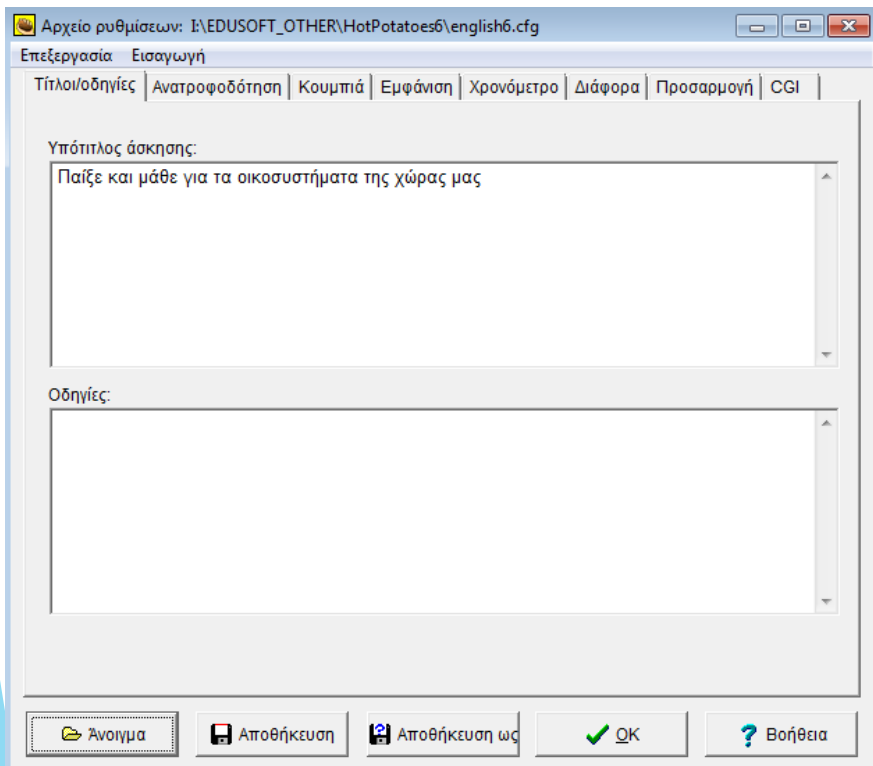 Αρχείο ρυθμίσεων: I:\EDUSOFT_OTHER\HotPotatoes6\english6.cfg
Επεξεργασία Εισαγωγή
Τίτλοι/οδηγίες Ανατροφοδότηση Κουμπιά Εμφάνιση Χρονόμετρο Διάφορα Προσαρμογή CGI
Υπότιτλος άσκησης:
Παίξε και μάθε για τα οικοσυστήματα της χώρας μας
Οδηγίες:
Άνοιγμα Αποθήκευση Αποθήκευση ως OK Βοήθεια